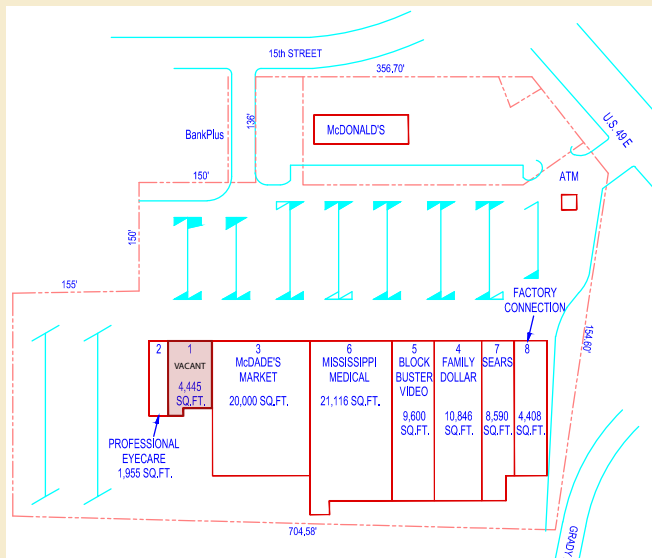 15th STREET
356,70'
U.S. 49 E
McDONALD'S
BankPlus
136'
150'
ATM
150'
155'
FACTORY
CONNECTION
154,60'
2
1
VACANT
4,445
SQ.FT.
3
McDADE'S
MARKET
20,000 SQ.FT.
6
MISSISSIPPI
MEDICAL
21,116 SQ.FT.
5
BLOCK
BUSTER
VIDEO
9,600
SQ.FT.
4
FAMILY
DOLLAR
10,846
SQ.FT.
7
SEARS
8,590
SQ.FT.
8
4,408
SQ.FT.
PROFESSIONAL
EYECARE
1,955 SQ.FT.
704,58'
GRADY